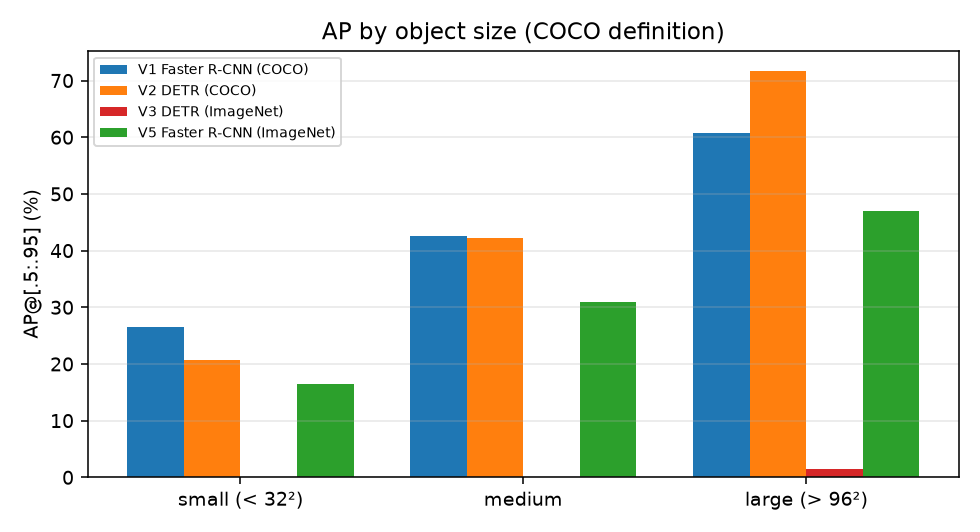 AP by object size (COCO definition)
V1 Faster R-CNN (COCO)
V2 DETR (COCO)
V3 DETR (ImageNet)
V5 Faster R-CNN (ImageNet)
AP@[.5:.95] (%)
70
60
50
40
30
20
10
0
small (< 32²)
medium
large (> 96²)